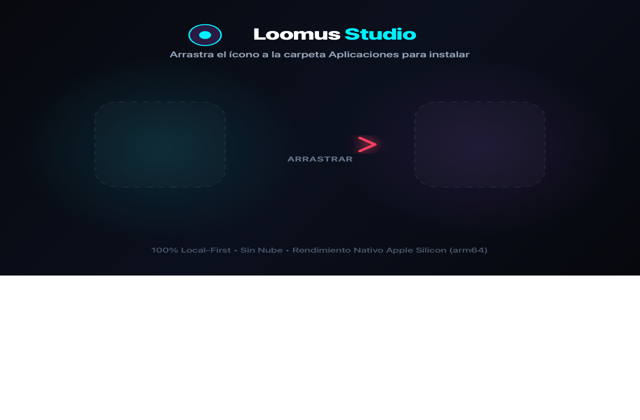 Loomus Studio
Arrastra el ícono a la carpeta Aplicaciones para instalar
ARRASTRAR
100% Local-First • Sin Nube • Rendimiento Nativo Apple Silicon (arm64)